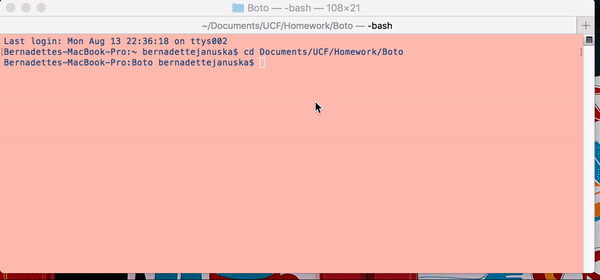 Boto — -bash — 108×21
~/Documents/UCF/Homework/Boto — -bash
Last login: Mon Aug 13 22:36:18 on ttys002
[Bernadettes-MacBook-Pro:~ bernadettejanuska$ cd Documents/UCF/Homework/Boto ]
Bernadettes-MacBook-Pro:Boto bernadettejanuska$